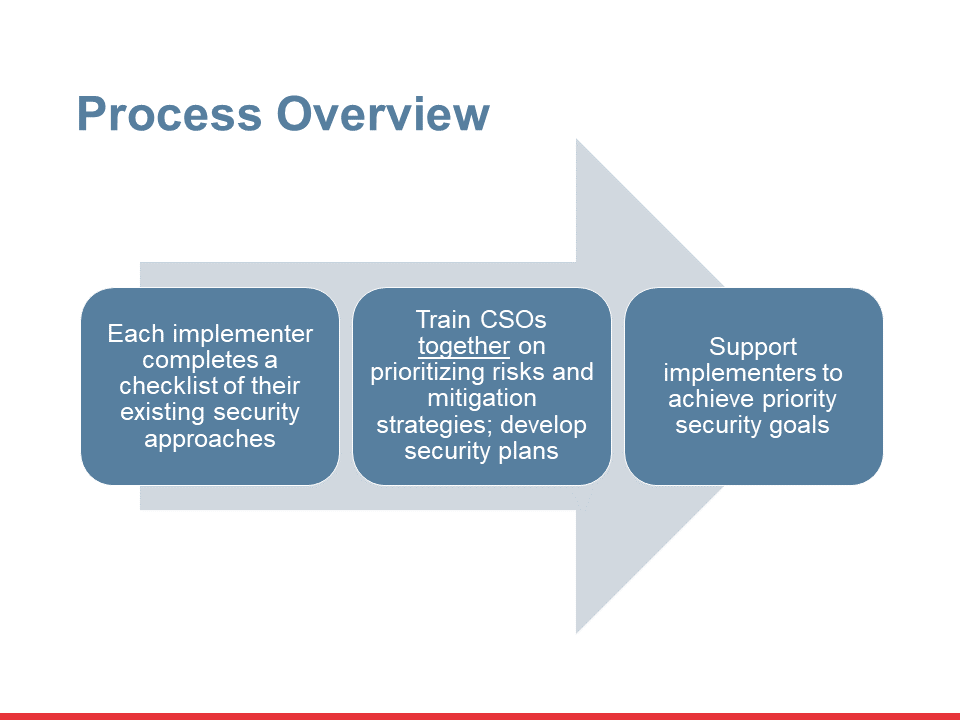 Process Overview
Each implementer
completes a
checklist of their
existing security
approaches
Train CSOs
together on
prioritizing risks and
mitigation
strategies; develop
security plans
Support
implementers to
achieve priority
security goals